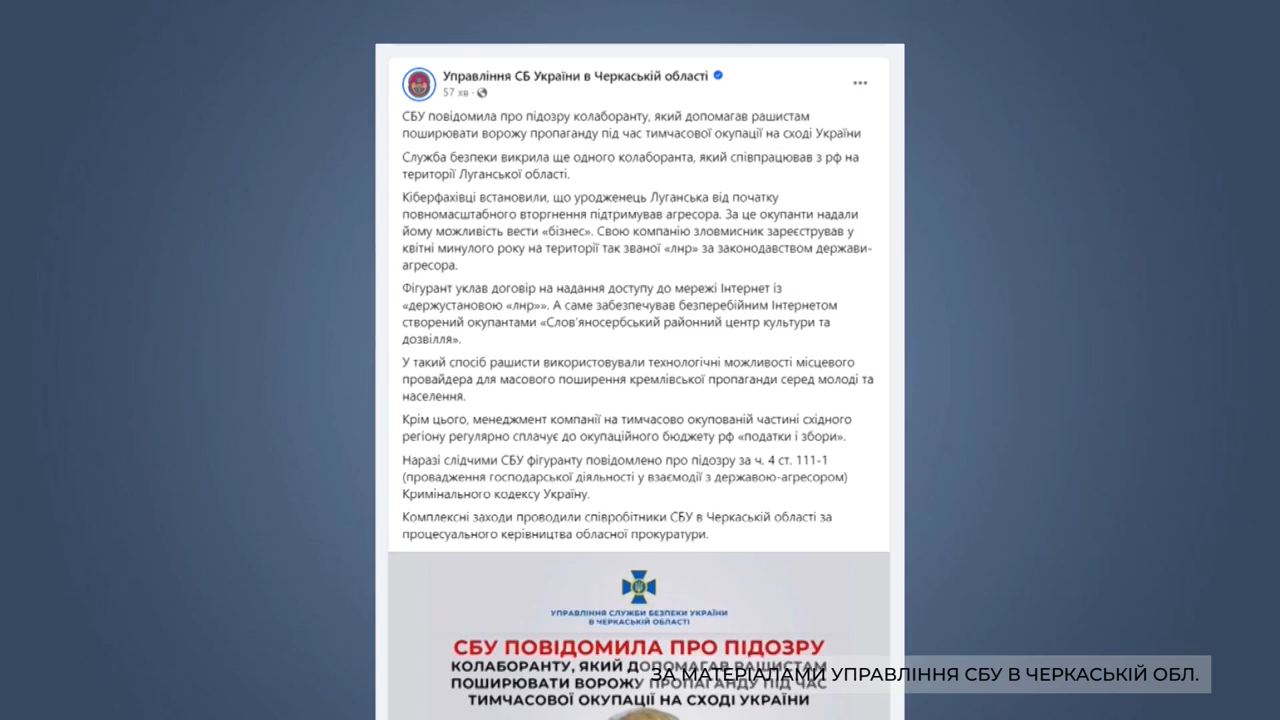 Управління СБ України в Черкаській області
57 хв
СБУ повідомила про підозру колаборанту, який допомагав рашистам
поширювати ворожу пропаганду під час тимчасової окупації на сході України
Служба безпеки викрила ще одного колаборанта, який співпрацював з рф на
території Луганської області.
Кіберфахівці встановили, що уродженець Луганська від початку
повномасштабного вторгнення підтримував агресора. За це окупанти надали
йому можливість вести «бізнес». Свою компанію зловмисник зареєстрував у
квітні минулого року на території так званої «лнр» за законодавством держави-
агресора.
Фігурант уклав договір на надання доступу до мережі Інтернет із
«держустановою «лнр»». А саме забезпечував безперебійним Інтернетом
створений окупантами «Слов'яносербський районний центр культури та
дозвілля».
У такий спосіб рашисти використовували технологічні можливості місцевого
провайдера для масового поширення кремлівської пропаганди серед молоді та
населення.
Крім цього, менеджмент компанії на тимчасово окупованій частині східного
регіону регулярно сплачує до окупаційного бюджету рф «податки і збори».
Наразі слідчими СБУ фігуранту повідомлено про підозру за ч. 4 ст. 111-1
(провадження господарської діяльності у взаємодії з державою-агресором)
Кримінального кодексу Україну.
Комплексні заходи проводили співробітники СБУ в Черкаській області за
процесуального керівництва обласної прокуратури.
УПРАВЛІННЯ СЛУЖБИ БЕЗПЕКИ УКРАЇНИ
В ЧЕРКАСЬКІЙ ОБЛАСТІ
СБУ ПОВІДОМИЛА ПРО ПІДОЗРУ
КОЛАБОРАНТУ, ЯКИЙ ДОПОМАГАВ РАШИСТАМ
ПОШИРЮВАТИ ВОРОЖУ ПРОПАГАНДУ ПІД ЧАС
ТИМЧАСОВОЇ ОКУПАЦІЇ НА СХОДІ УКРАЇНИ
ЗА МАТЕРІАЛАМИ УПРАВЛІННЯ СБУ В ЧЕРКАСЬКІЙ ОБЛ.